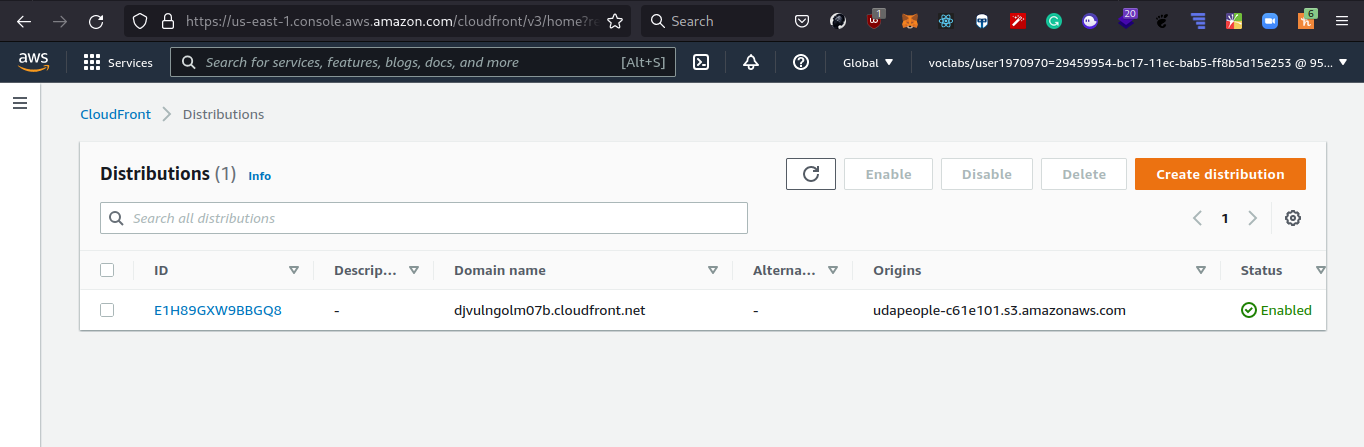 https://us-east-1.console.aws.amazon.com/cloudfront/v3/home?re
Search
1
20
6
aws
Services
Search for services, features, blogs, docs, and more
[Alt+S]
Global
voclabs/user1970970=29459954-bc17-11ec-bab5-ff8b5d15e253 @ 95...
CloudFront
Distributions
Distributions (1)
Info
Enable
Disable
Delete
Create distribution
Search all distributions
1
ID
Descrip...
Domain name
Alterna...
Origins
Status
E1H89GXW9BBGQ8
-
djvulngolm07b.cloudfront.net
-
udapeople-c61e101.s3.amazonaws.com
Enabled